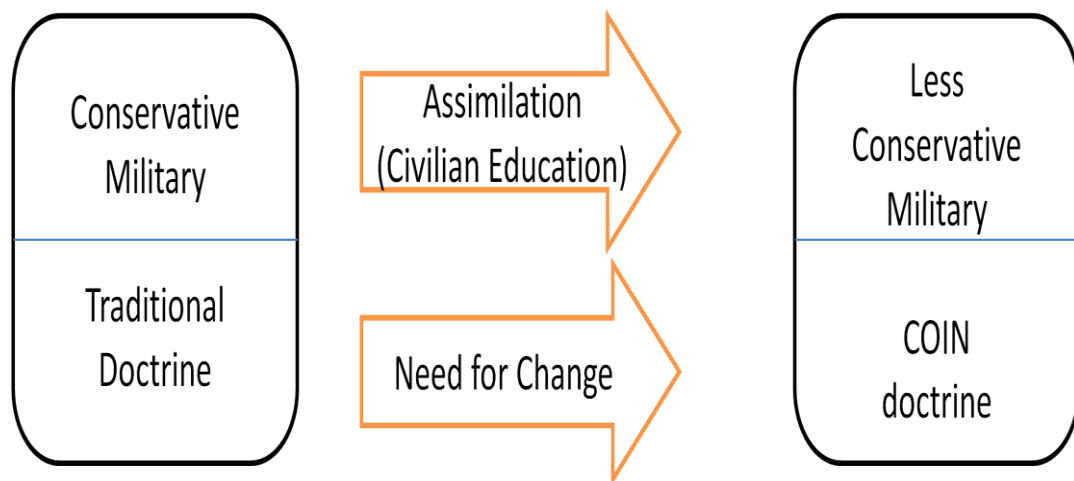 Conservative
Military
Traditional
Doctrine
Assimilation
(Civilian Education)
Need for Change
Less
Conservative
Military
COIN
doctrine